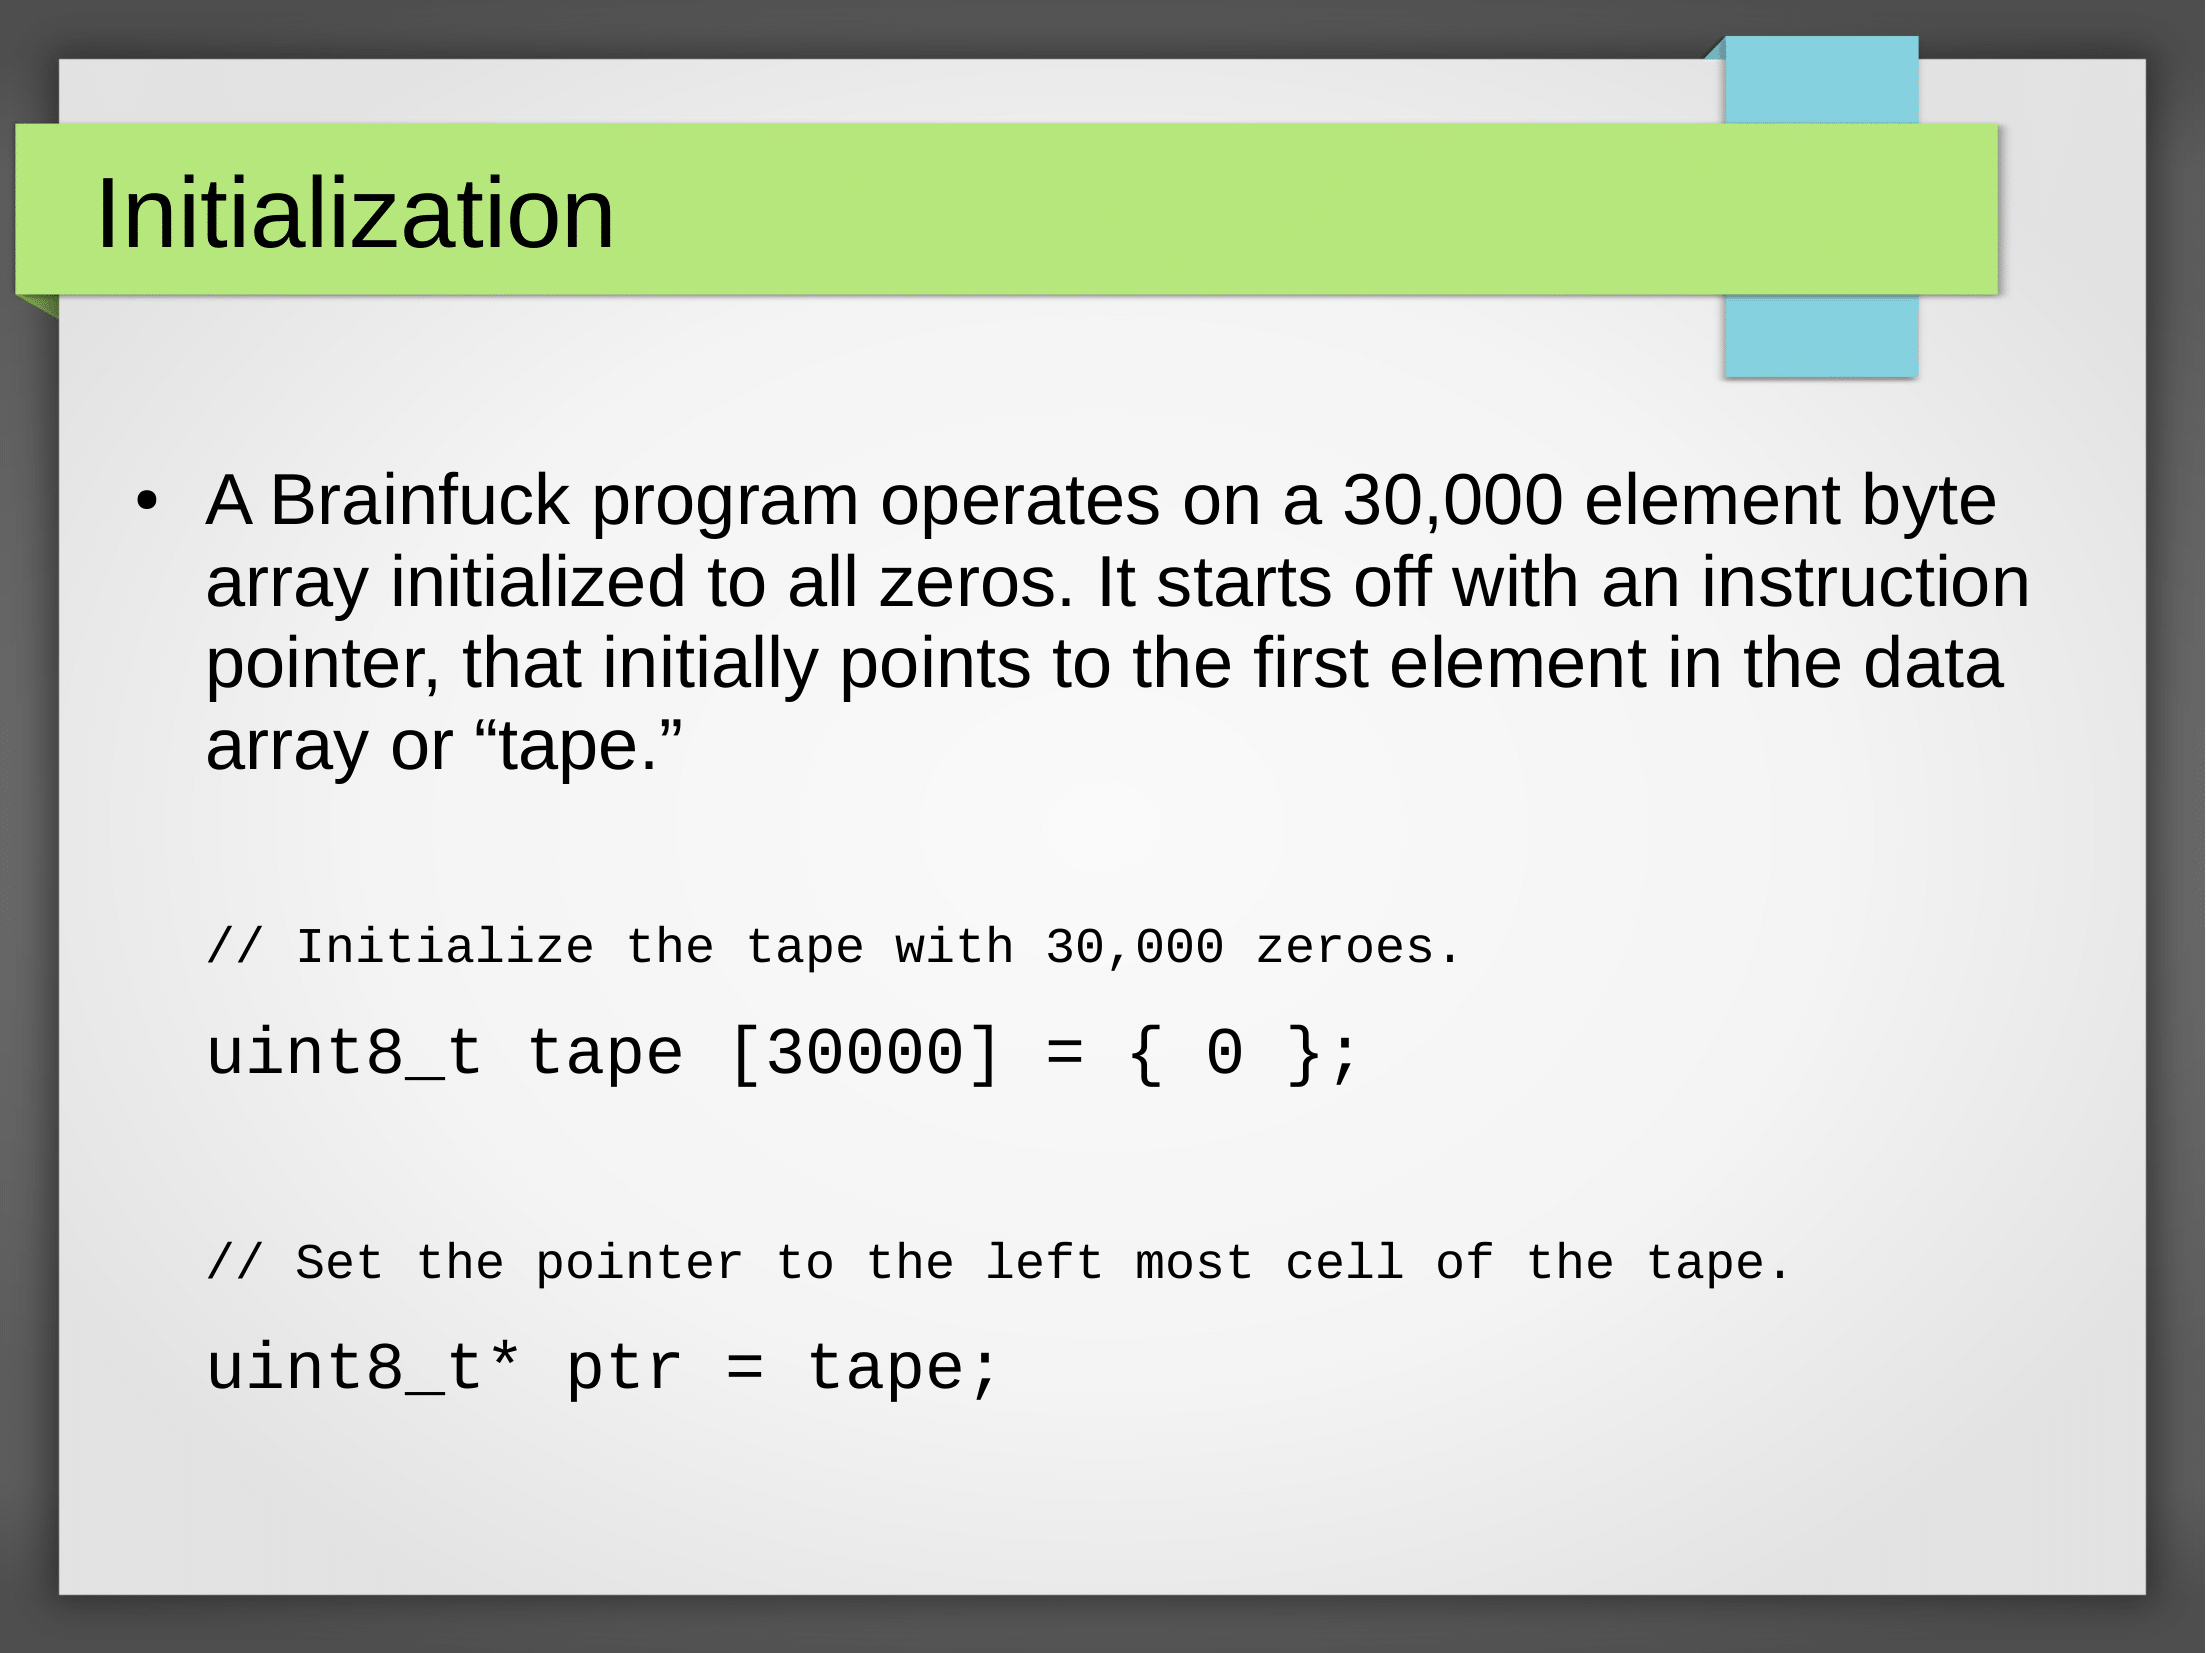 Initialization
• A Brainfuck program operates on a 30,000 element byte
array initialized to all zeros. It starts off with an instruction
pointer, that initially points to the first element in the data
array or “tape.”
// Initialize the tape with 30,000 zeroes.
uint8_t tape [30000] = { 0 };
// Set the pointer to the left most cell of the tape.
uint8_t* ptr = tape;